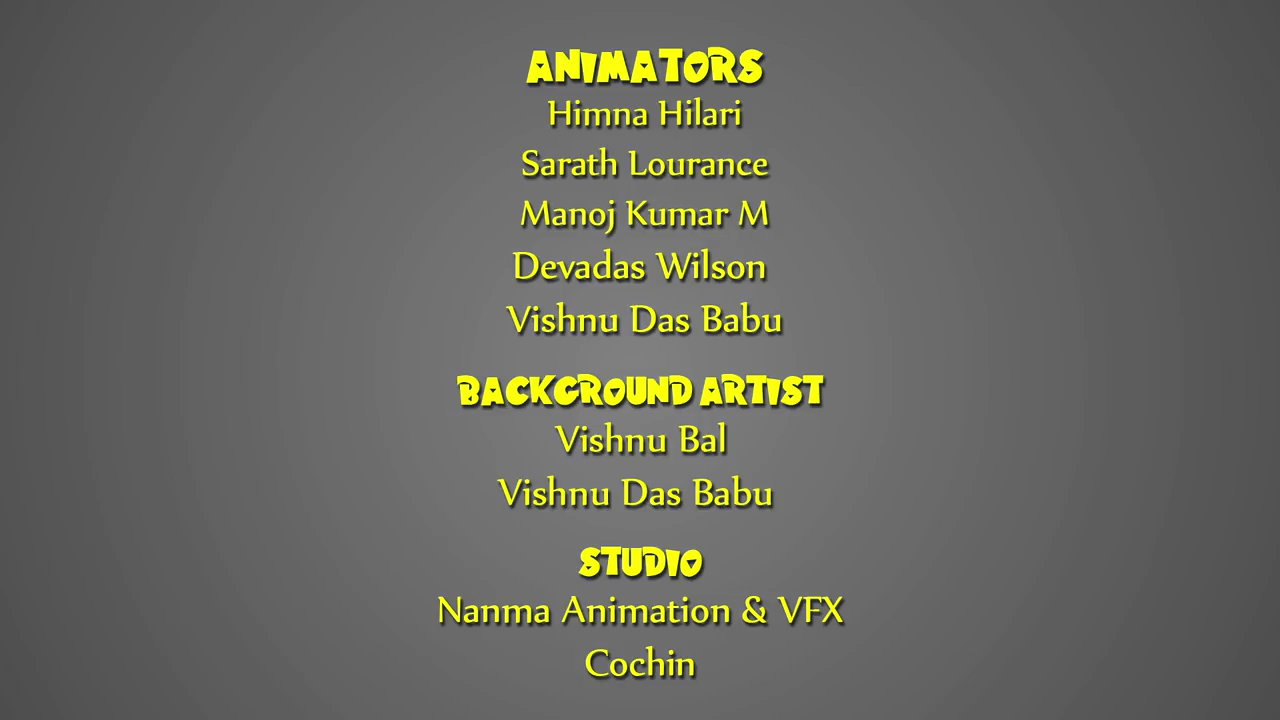 ANIMATORS
Himna Hilari
Sarath Lourance
Manoj Kumar M
Devadas Wilson
Vishnu Das Babu
BACKGROUND ARTIST
Vishnu Bal
Vishnu Das Babu
STUDIO
Nanma Animation & VFX
Cochin